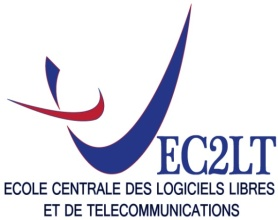 EC2LT
ECOLE CENTRALE DES LOGICIELS LIBRES
ET DE TELECOMMUNICATIONS